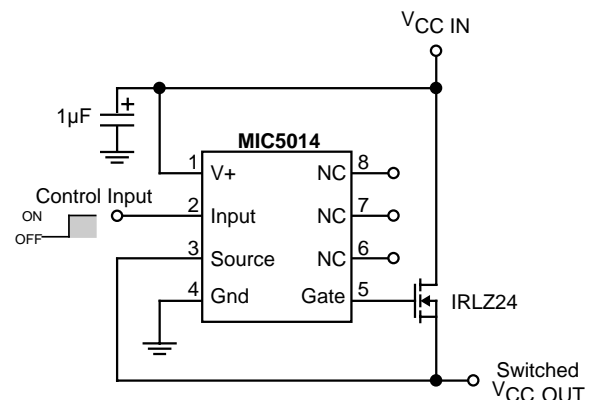 VCC IN
1µF
+
MIC5014
1 V+ NC 8
Control Input
ON
OFF
2 Input NC 7
3 Source NC 6
4 Gnd Gate 5
IRLZ24
Switched
VCC OUT